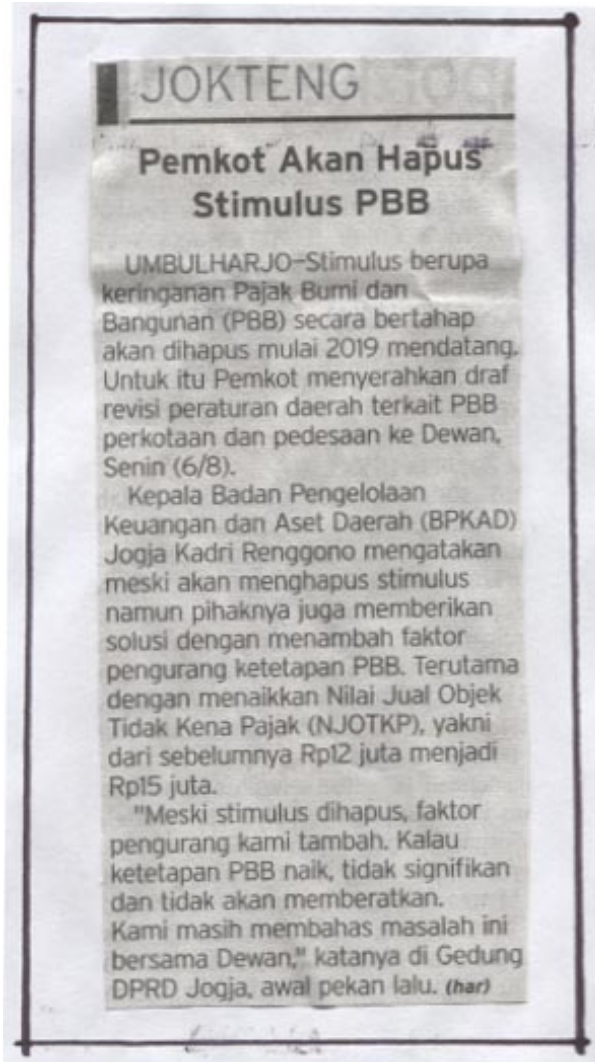 JOKTENG
Pemkot Akan Hapus
Stimulus PBB
UMBULHARJO–Stimulus berupa
keringanan Pajak Bumi dan
Bangunan (PBB) secara bertahap
akan dihapus mulai 2019 mendatang.
Untuk itu Pemkot menyerahkan draf
revisi peraturan daerah terkait PBB
perkotaan dan pedesaan ke Dewan,
Senin (6/8).
Kepala Badan Pengelolaan
Keuangan dan Aset Daerah (BPKAD)
Jogja Kadri Renggono mengatakan
meski akan menghapus stimulus
namun pihaknya juga memberikan
solusi dengan menambah faktor
pengurang ketetapan PBB. Terutama
dengan menaikkan Nilai Jual Objek
Tidak Kena Pajak (NJOTKP), yakni
dari sebelumnya Rp12 juta menjadi
Rp15 juta.
"Meski stimulus dihapus, faktor
pengurang kami tambah. Kalau
ketetapan PBB naik, tidak signifikan
dan tidak akan memberatkan.
Kami masih membahas masalah ini
bersama Dewan," katanya di Gedung
DPRD Jogja, awal pekan lalu. (har)